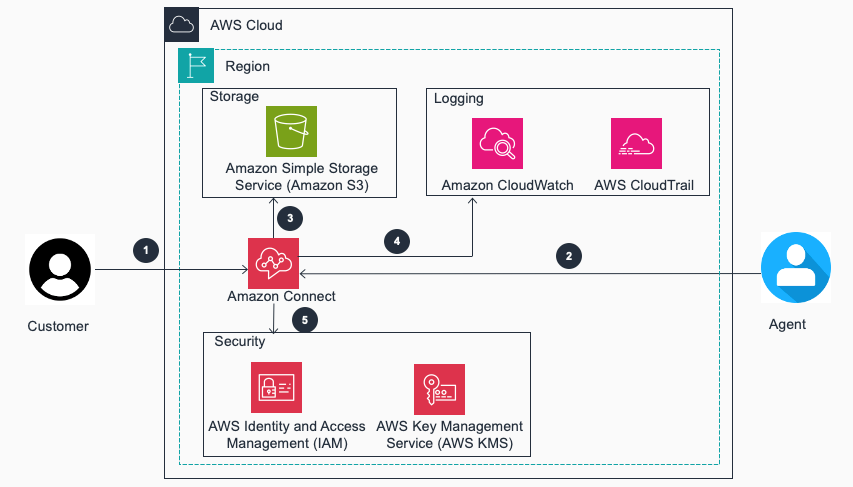 AWS Cloud
Region
Storage
Amazon Simple Storage
Service (Amazon S3)
Logging
Amazon CloudWatch
AWS CloudTrail
3
1
4
2
Customer
Amazon Connect
Agent
5
Security
AWS Identity and Access
Management (IAM)
AWS Key Management
Service (AWS KMS)